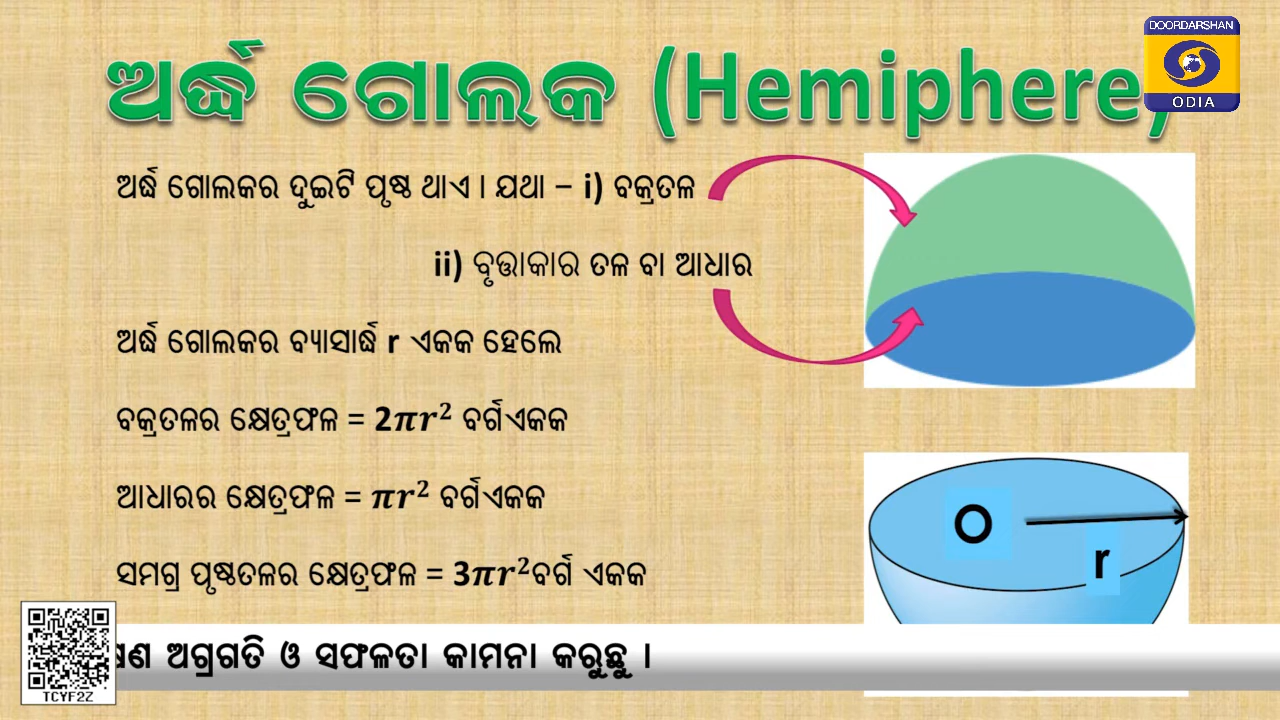 DOORDARSHAN
ODIA
ଅର୍ଦ୍ଧ ଗୋଲକ (Hemiphere)
ଅର୍ଦ୍ଧ ଗୋଲକର ଦୁଇଟି ପୃଷ୍ଠ ଥାଏ । ଯଥା – i) ବକ୍ରତଳ
ii) ବୃତ୍ତାକାର ତଳ ବା ଆଧାର
ଅର୍ଦ୍ଧ ଗୋଲକର ବ୍ୟାସାର୍ଦ୍ଧ r ଏକକ ହେଲେ
ବକ୍ରତଳର କ୍ଷେତ୍ରଫଳ = 2πr² ବର୍ଗଏକକ
ଆଧାରର କ୍ଷେତ୍ରଫଳ = πr² ବର୍ଗଏକକ
ସମଗ୍ର ପୃଷ୍ଠତଳର କ୍ଷେତ୍ରଫଳ = 3πr²ବର୍ଗ ଏକକ
O
r
ଅଗ୍ରଗତି ଓ ସଫଳତା କାମନା କରୁଛୁ ।
TCYF2Z